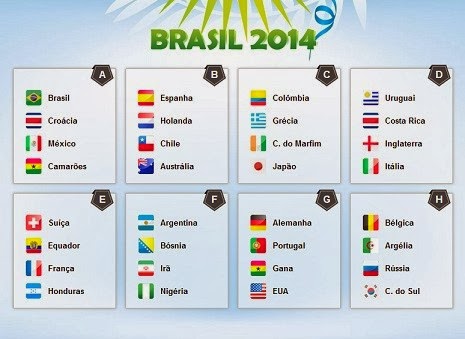 BRASIL 2014
A
Brasil
Croácia
México
Camarões
B
Espanha
Holanda
Chile
Austrália
C
Colômbia
Grécia
C. do Marfim
Japão
D
Uruguai
Costa Rica
Inglaterra
Itália
E
Suíça
Equador
França
Honduras
F
Argentina
Bósnia
Irã
Nigéria
G
Alemanha
Portugal
Gana
EUA
H
Bélgica
Argélia
Rússia
C. do Sul